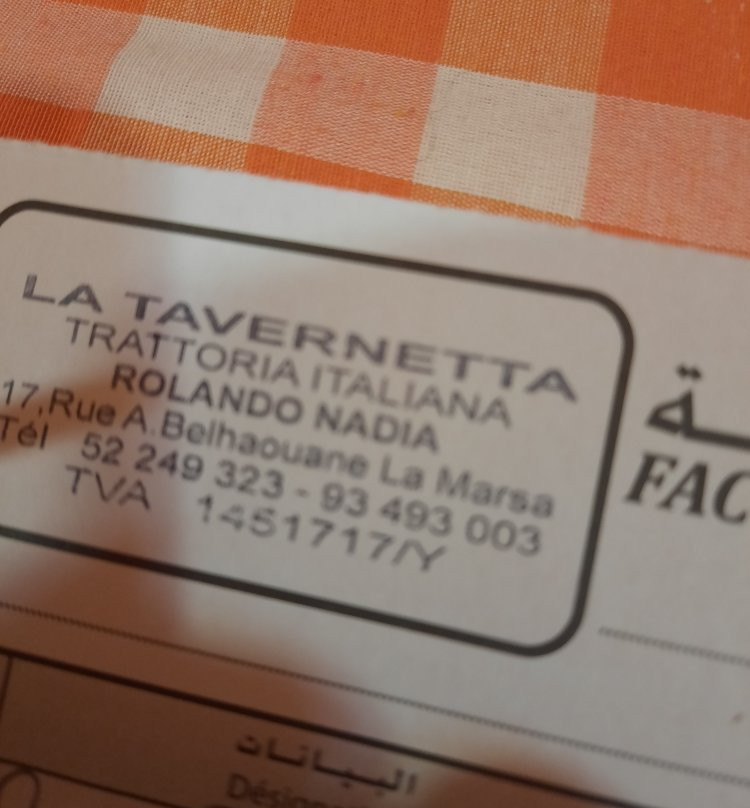 LA TAVERNETTA
TRATTORIA ITALIANA
ROLANDO NADIA
17,Rue A.Belhaouane La Marsa
Tél 52 249 323 - 93 493 003
TVA 1451717/Y
البيانات